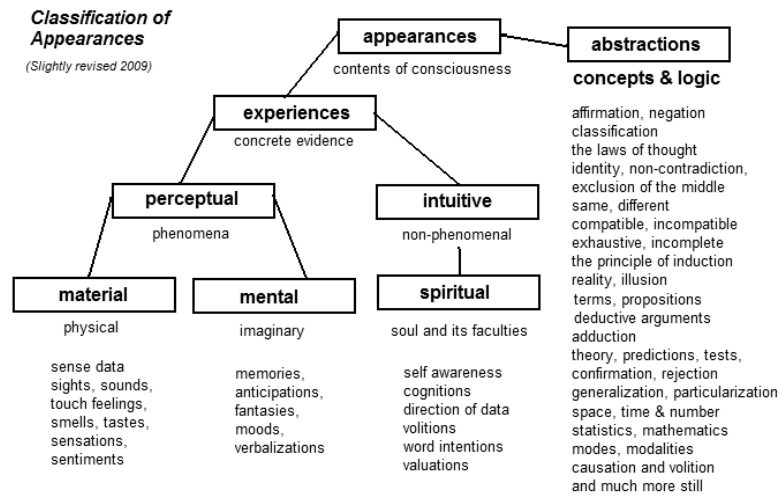 Classification of
Appearances
(Slightly revised 2009)
appearances
contents of consciousness
abstractions
concepts & logic
experiences
concrete evidence
perceptual
phenomena
intuitive
non-phenomenal
material
physical
mental
imaginary
spiritual
soul and its faculties
sense data
sights, sounds,
touch feelings,
smells, tastes,
sensations,
sentiments
memories,
anticipations,
fantasies,
moods,
verbalizations
self awareness
cognitions
direction of data
volitions
word intentions
valuations
affirmation, negation
classification
the laws of thought
identity, non-contradiction,
exclusion of the middle
same, different
compatible, incompatible
exhaustive, incomplete
the principle of induction
reality, illusion
terms, propositions
deductive arguments
adduction
theory, predictions, tests,
confirmation, rejection
generalization, particularization
space, time & number
statistics, mathematics
modes, modalities
causation and volition
and much more still